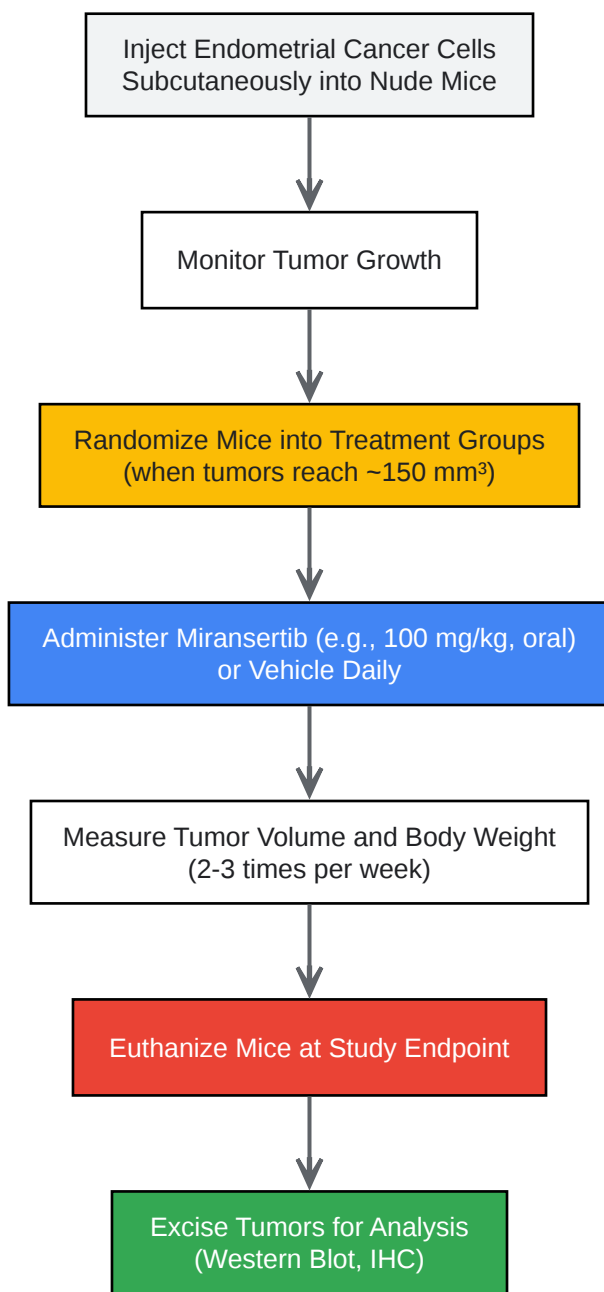 Inject Endometrial Cancer Cells
Subcutaneously into Nude Mice
Monitor Tumor Growth
Randomize Mice into Treatment Groups
(when tumors reach ~150 mm³)
Administer Miransertib (e.g., 100 mg/kg, oral)
or Vehicle Daily
Measure Tumor Volume and Body Weight
(2-3 times per week)
Euthanize Mice at Study Endpoint
Excise Tumors for Analysis
(Western Blot, IHC)